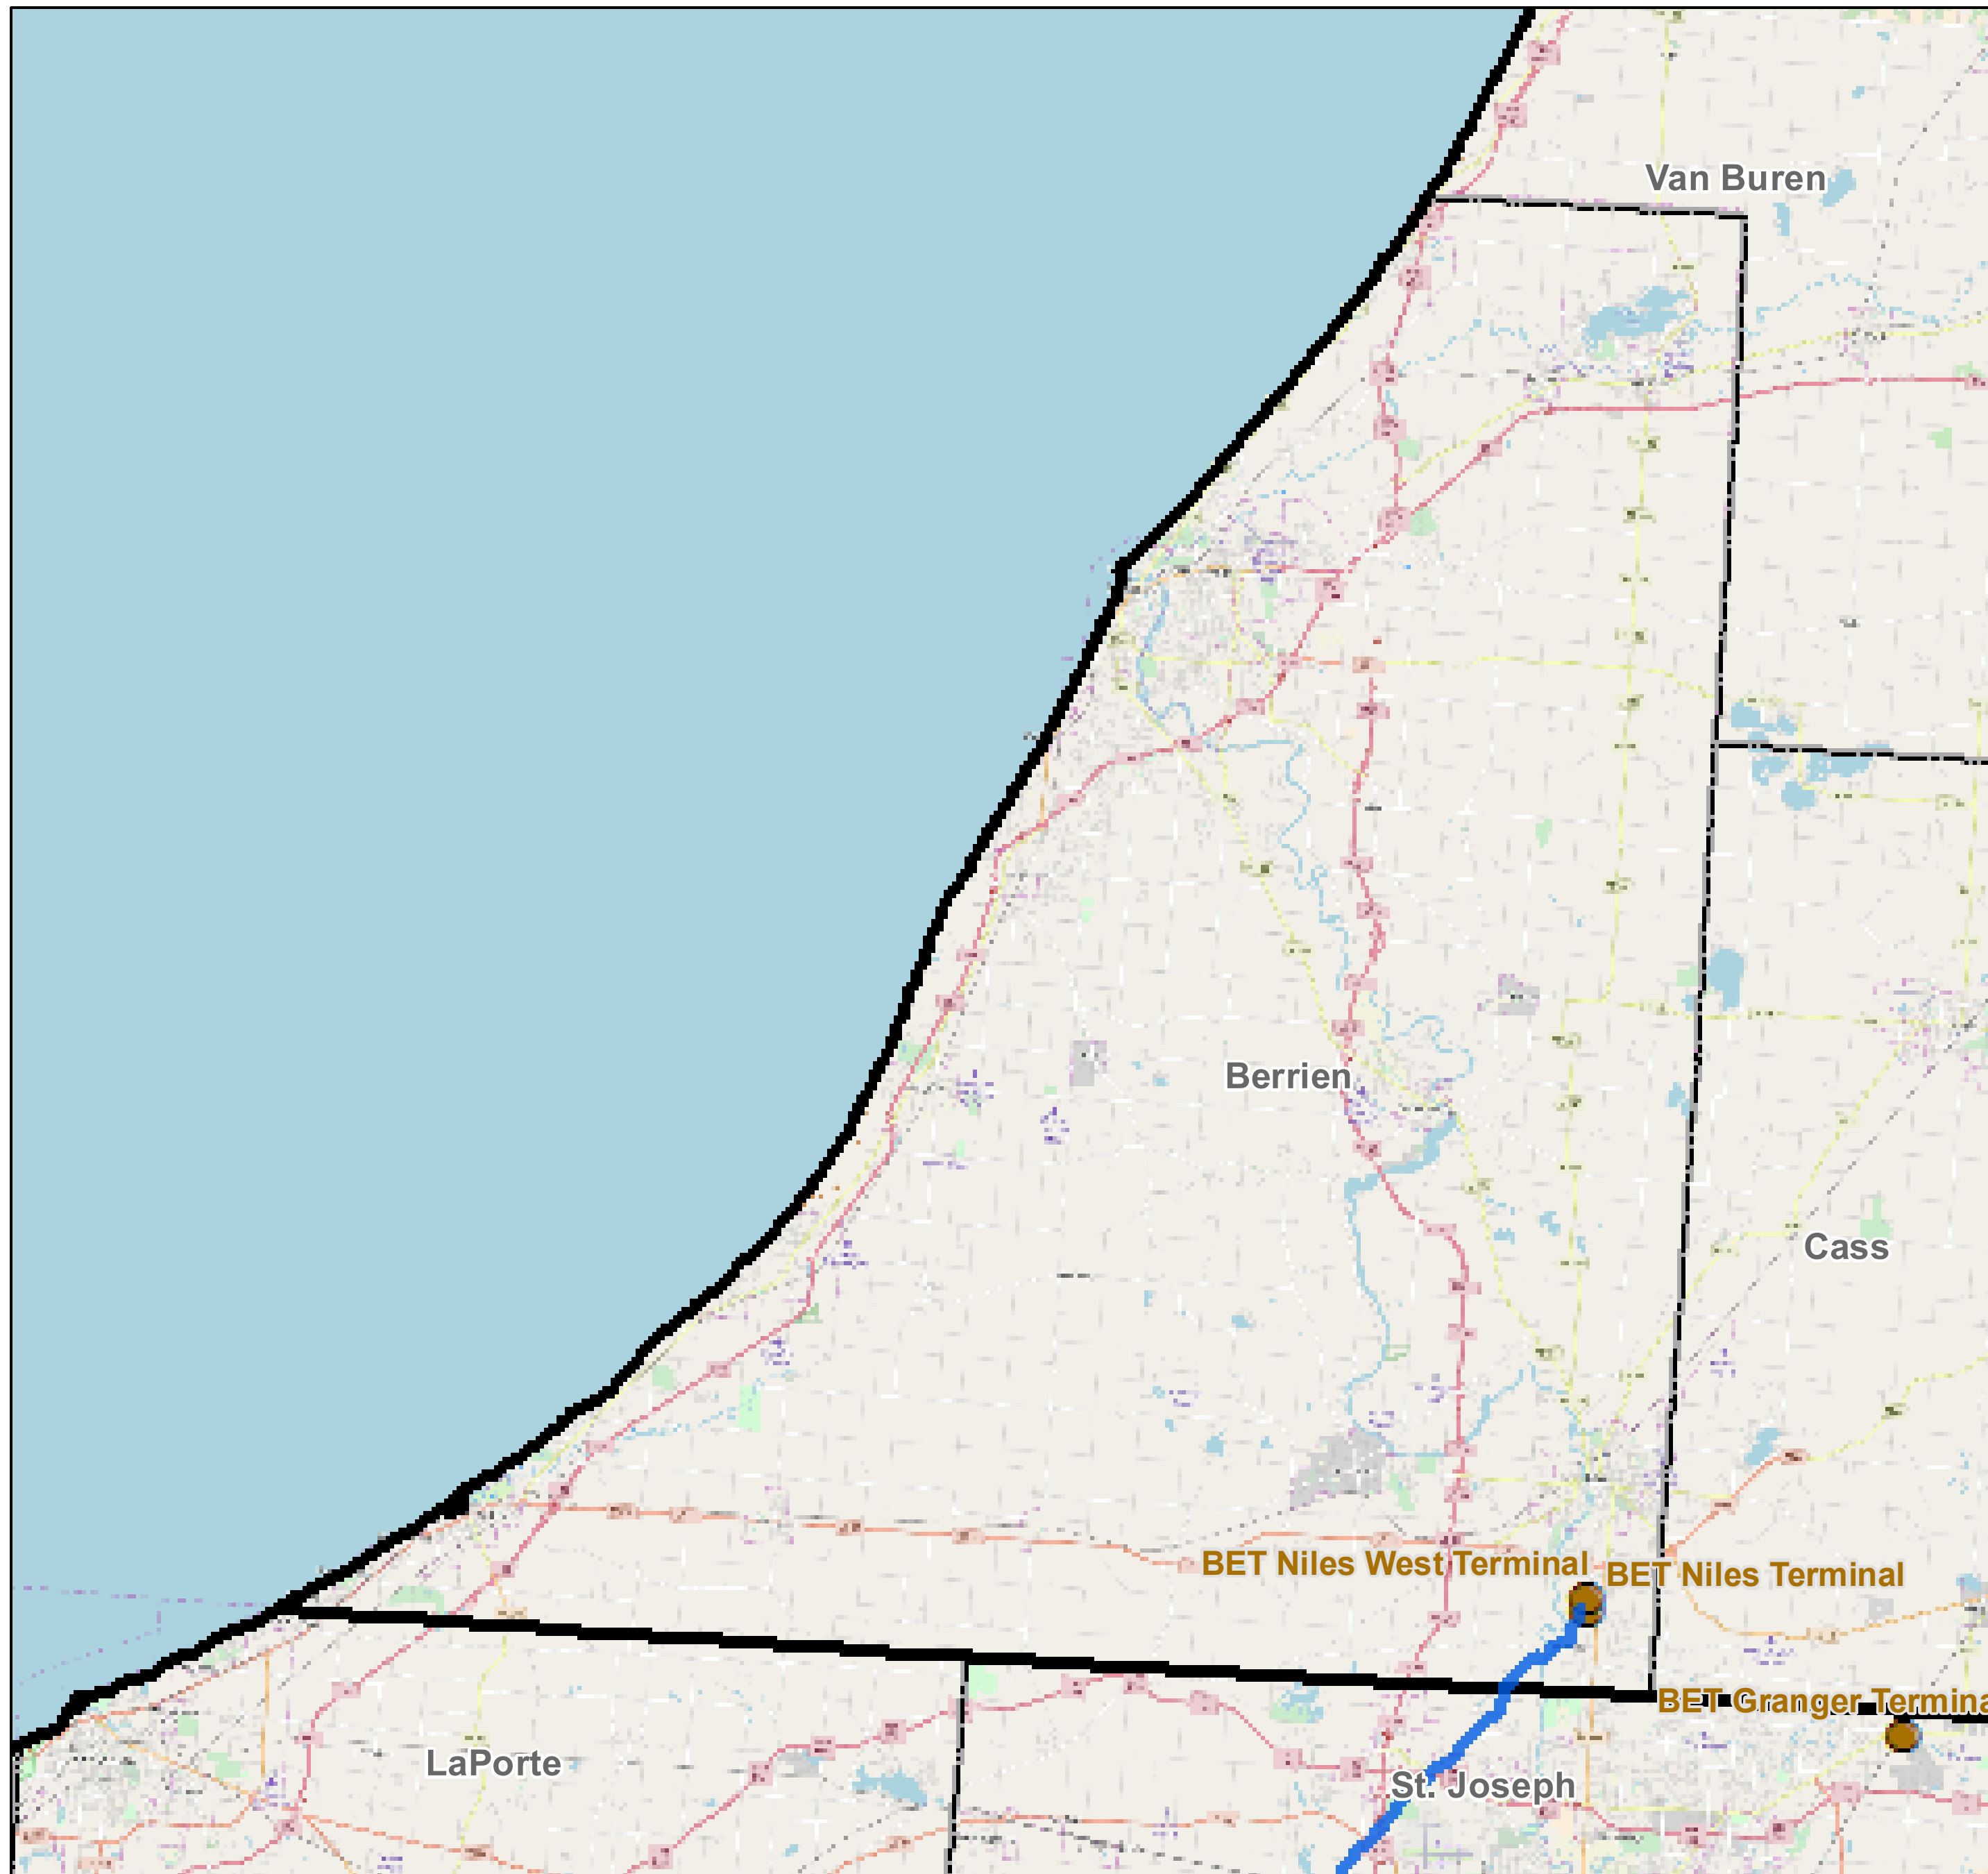 Van Buren
Berrien
Cass
BET Niles West Terminal
BET Niles Terminal
BET Granger Termina
LaPorte
St. Joseph